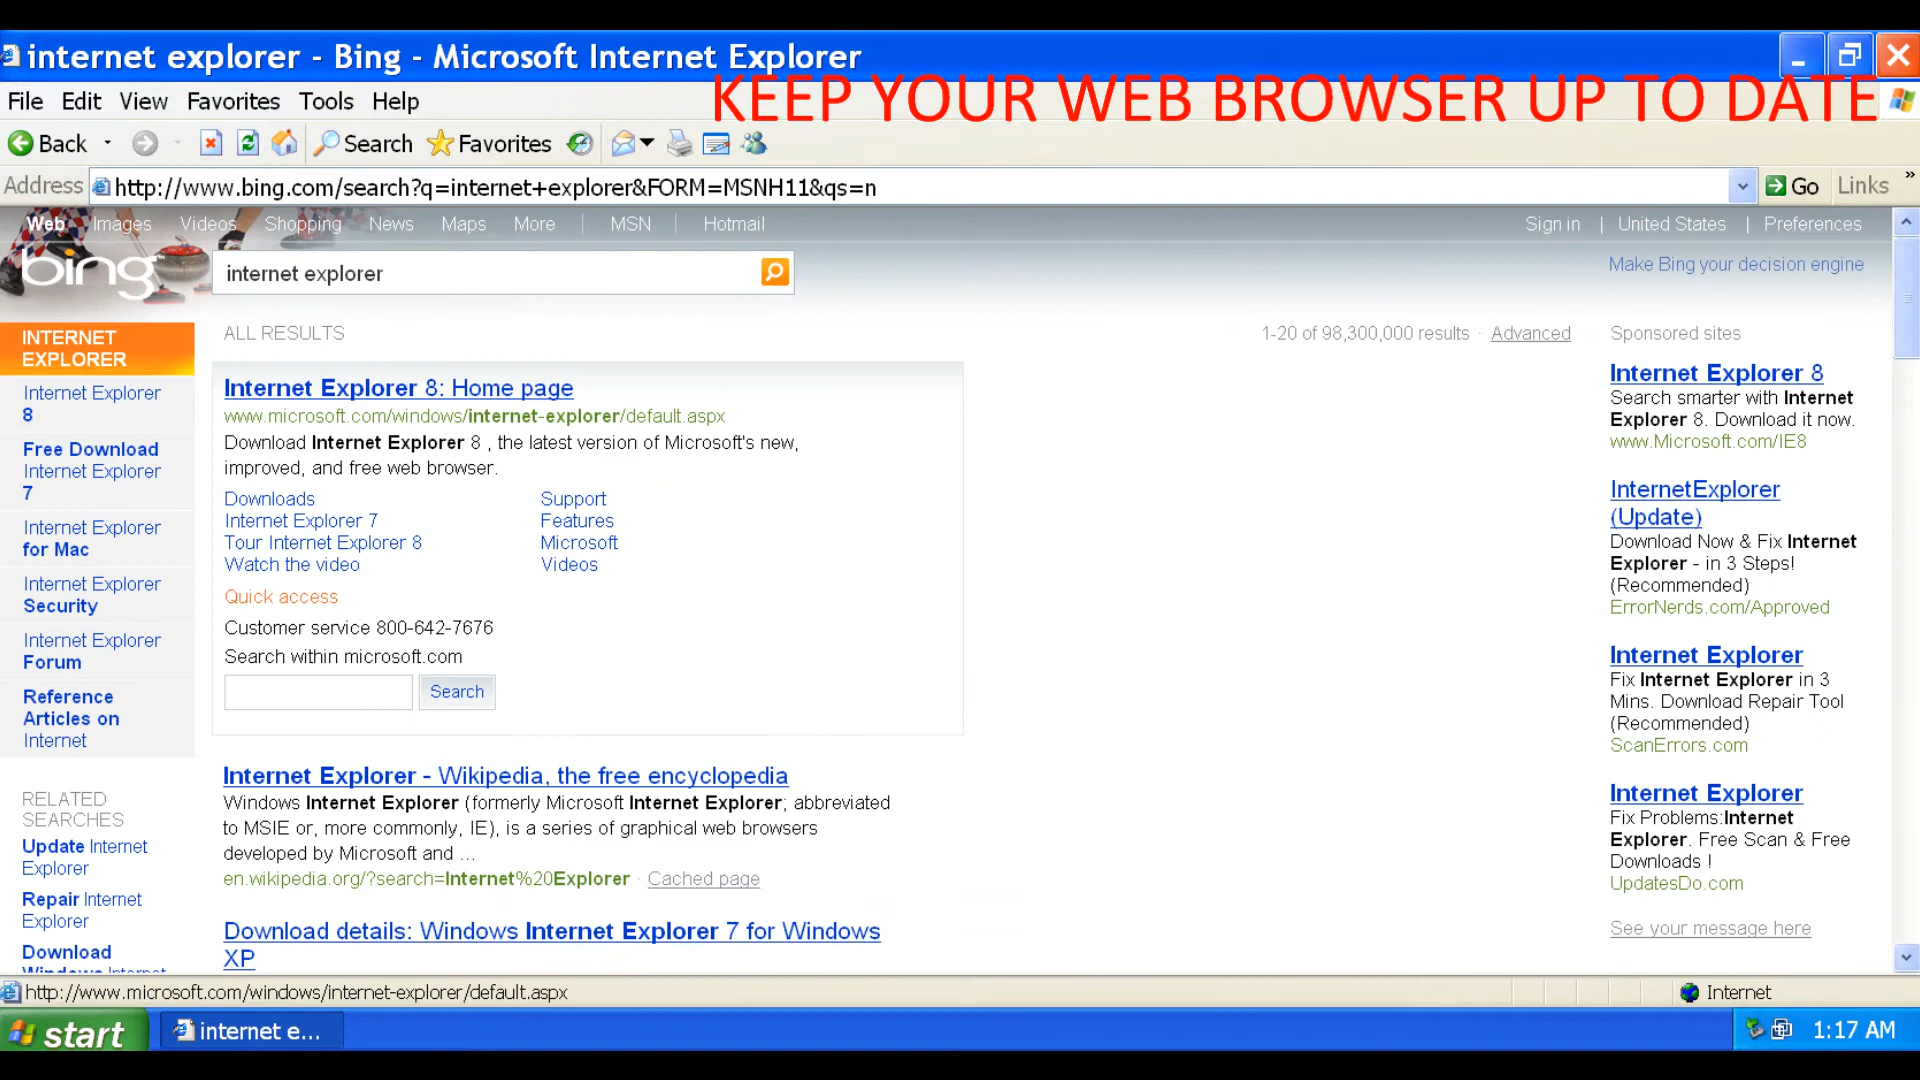 internet explorer - Bing - Microsoft Internet Explorer
KEEP YOUR WEB BROWSER UP TO DATE
File Edit View Favorites Tools Help
Back Search Favorites
Address http://www.bing.com/search?q=internet+explorer&FORM=MSNH11&qs=n Go Links »
Web Images Videos Shopping News Maps More | MSN | Hotmail Sign in | United States | Preferences
bing™ internet explorer
Make Bing your decision engine
INTERNET
EXPLORER
Internet Explorer
8
Free Download
Internet Explorer
7
Internet Explorer
for Mac
Internet Explorer
Security
Internet Explorer
Forum
Reference
Articles on
Internet
RELATED
SEARCHES
Update Internet
Explorer
Repair Internet
Explorer
Download
Windows Internet
ALL RESULTS 1-20 of 98,300,000 results · Advanced
Internet Explorer 8: Home page
www.microsoft.com/windows/internet-explorer/default.aspx
Download Internet Explorer 8 , the latest version of Microsoft's new,
improved, and free web browser.
Downloads Support
Internet Explorer 7 Features
Tour Internet Explorer 8 Microsoft
Watch the video Videos
Quick access
Customer service 800-642-7676
Search within microsoft.com
Search
Internet Explorer - Wikipedia, the free encyclopedia
Windows Internet Explorer (formerly Microsoft Internet Explorer; abbreviated
to MSIE or, more commonly, IE), is a series of graphical web browsers
developed by Microsoft and ...
en.wikipedia.org/?search=Internet%20Explorer · Cached page
Download details: Windows Internet Explorer 7 for Windows
XP
Sponsored sites
Internet Explorer 8
Search smarter with Internet
Explorer 8. Download it now.
www.Microsoft.com/IE8
InternetExplorer
(Update)
Download Now & Fix Internet
Explorer - in 3 Steps!
(Recommended)
ErrorNerds.com/Approved
Internet Explorer
Fix Internet Explorer in 3
Mins. Download Repair Tool
(Recommended)
ScanErrors.com
Internet Explorer
Fix Problems:Internet
Explorer. Free Scan & Free
Downloads !
UpdatesDo.com
See your message here
http://www.microsoft.com/windows/internet-explorer/default.aspx Internet
start internet e... 1:17 AM